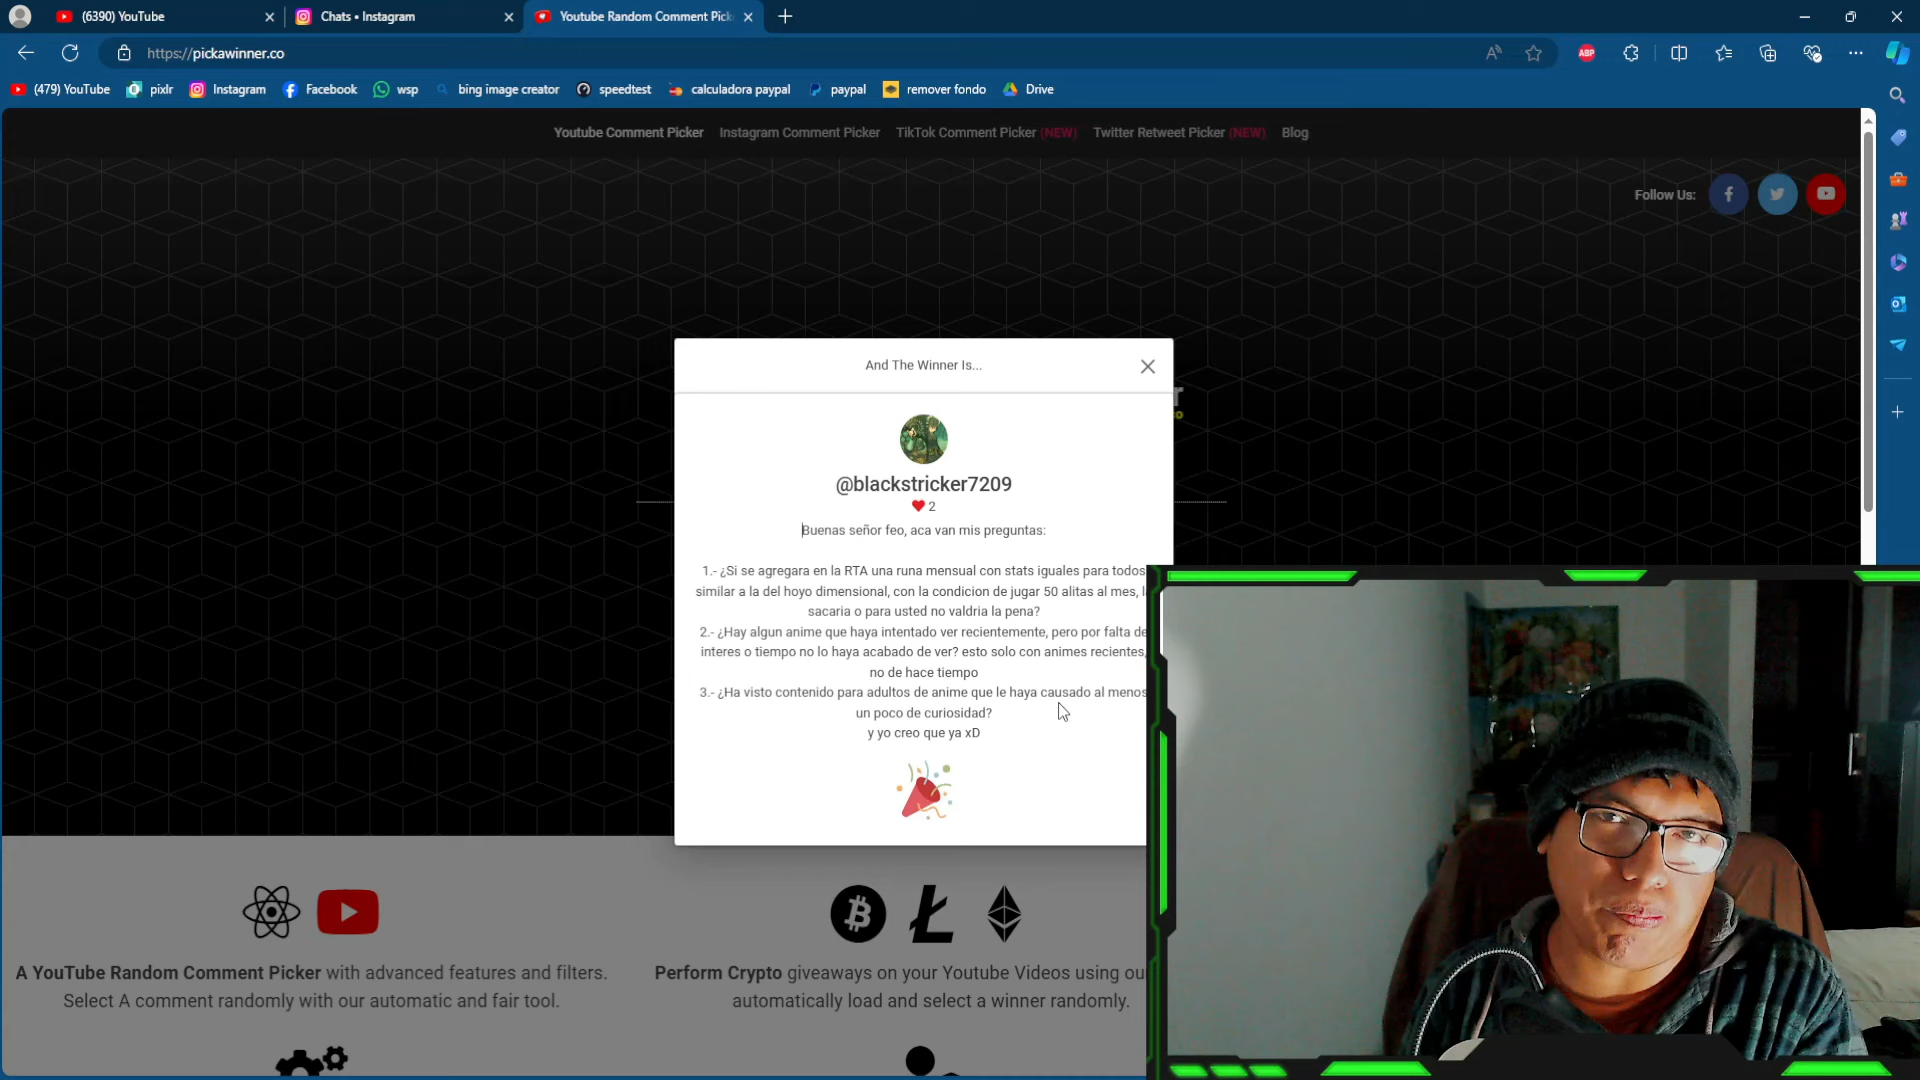 (6390) YouTube
Chats • Instagram
Youtube Random Comment Pick
https://pickawinner.co
(479) YouTube
pixlr
Instagram
Facebook
wsp
bing image creator
speedtest
calculadora paypal
paypal
remover fondo
Drive
Youtube Comment Picker
Instagram Comment Picker
TikTok Comment Picker (NEW)
Twitter Retweet Picker (NEW)
Blog
Follow Us:
And The Winner Is...
@blackstricker7209
2
Buenas señor feo, aca van mis preguntas:
1.- ¿Si se agregara en la RTA una runa mensual con stats iguales para todos
similar a la del hoyo dimensional, con la condicion de jugar 50 alitas al mes,
sacaria o para usted no valdria la pena?
2.- ¿Hay algun anime que haya intentado ver recientemente, pero por falta de
interes o tiempo no lo haya acabado de ver? esto solo con animes recientes,
no de hace tiempo
3.- ¿Ha visto contenido para adultos de anime que le haya causado al menos
un poco de curiosidad?
y yo creo que ya xD
A YouTube Random Comment Picker with advanced features and filters.
Select A comment randomly with our automatic and fair tool.
Perform Crypto giveaways on your Youtube Videos using ou
automatically load and select a winner randomly.